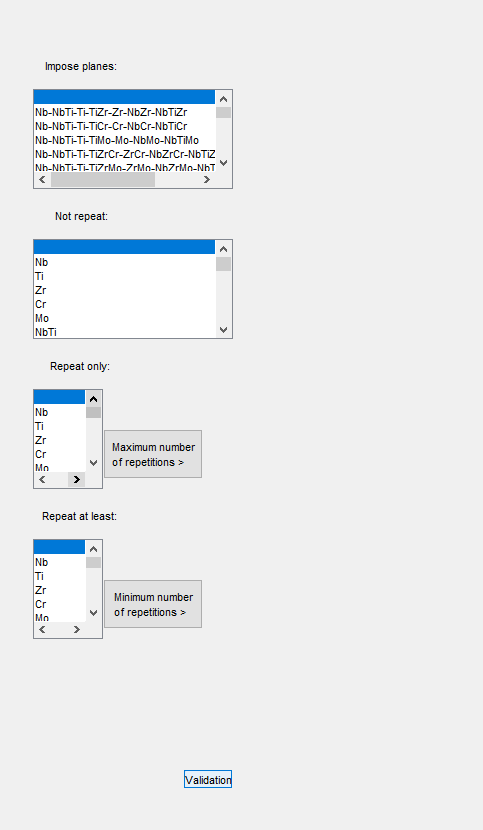 Impose planes:
Nb-NbTi-Ti-TiZr-Zr-NbZr-NbTiZr
Nb-NbTi-Ti-TiCr-Cr-NbCr-NbTiCr
Nb-NbTi-Ti-TiMo-Mo-NbMo-NbTiMo
Nb-NbTi-Ti-TiZrCr-ZrCr-NbZrCr-NbTiZ
Nb-NbTi-Ti-TiZrMo-ZrMo-NbZrMo-NbT
Not repeat:
Nb
Ti
Zr
Cr
Mo
NbTi
Repeat only:
Nb
Ti
Zr
Cr
Mo
Maximum number
of repetitions >
Repeat at least:
Nb
Ti
Zr
Cr
Mo
Minimum number
of repetitions >
Validation